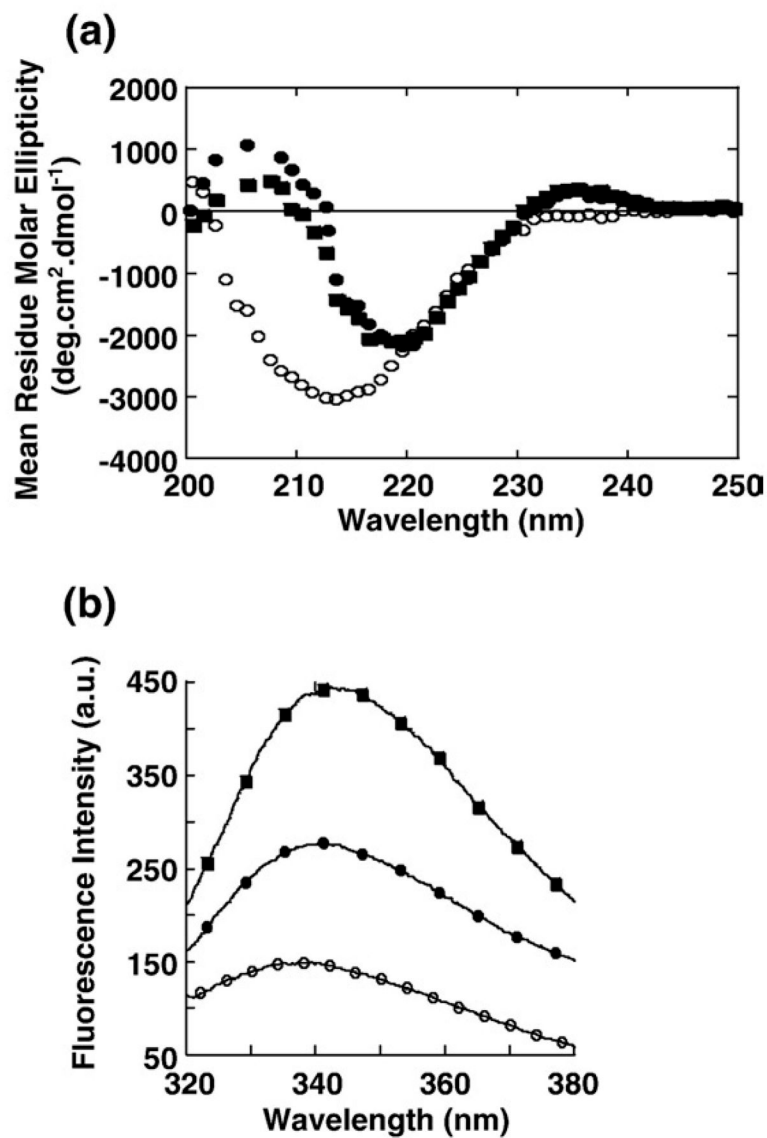 (a)
Mean Residue Molar Ellipticity
(deg.cm².dmol⁻¹)
2000
1000
0
-1000
-2000
-3000
-4000
200 210 220 230 240 250
Wavelength (nm)
(b)
Fluorescence Intensity (a.u.)
450
350
250
150
50
320 340 360 380
Wavelength (nm)